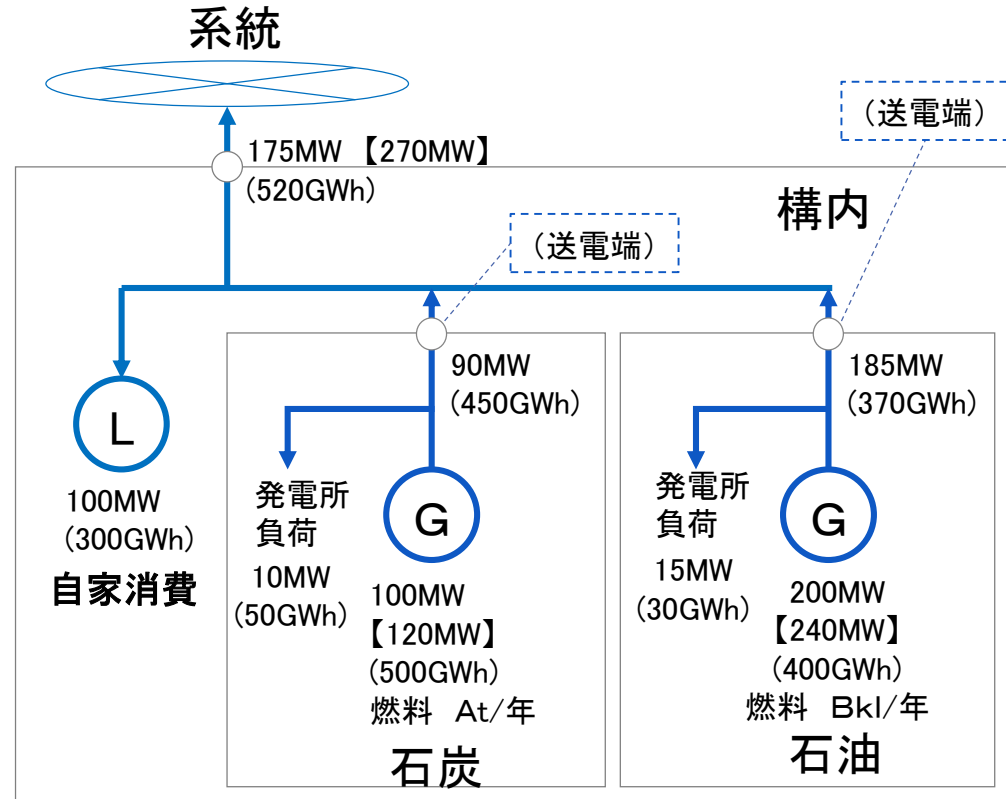 系統
(送電端)
175MW 【270MW】
(520GWh)
構内
(送電端)
90MW
(450GWh)
185MW
(370GWh)
L
100MW
(300GWh)
自家消費
発電所
負荷
10MW
(50GWh)
G
100MW
【120MW】
(500GWh)
燃料 At/年
石炭
発電所
負荷
15MW
(30GWh)
G
200MW
【240MW】
(400GWh)
燃料 Bkl/年
石油